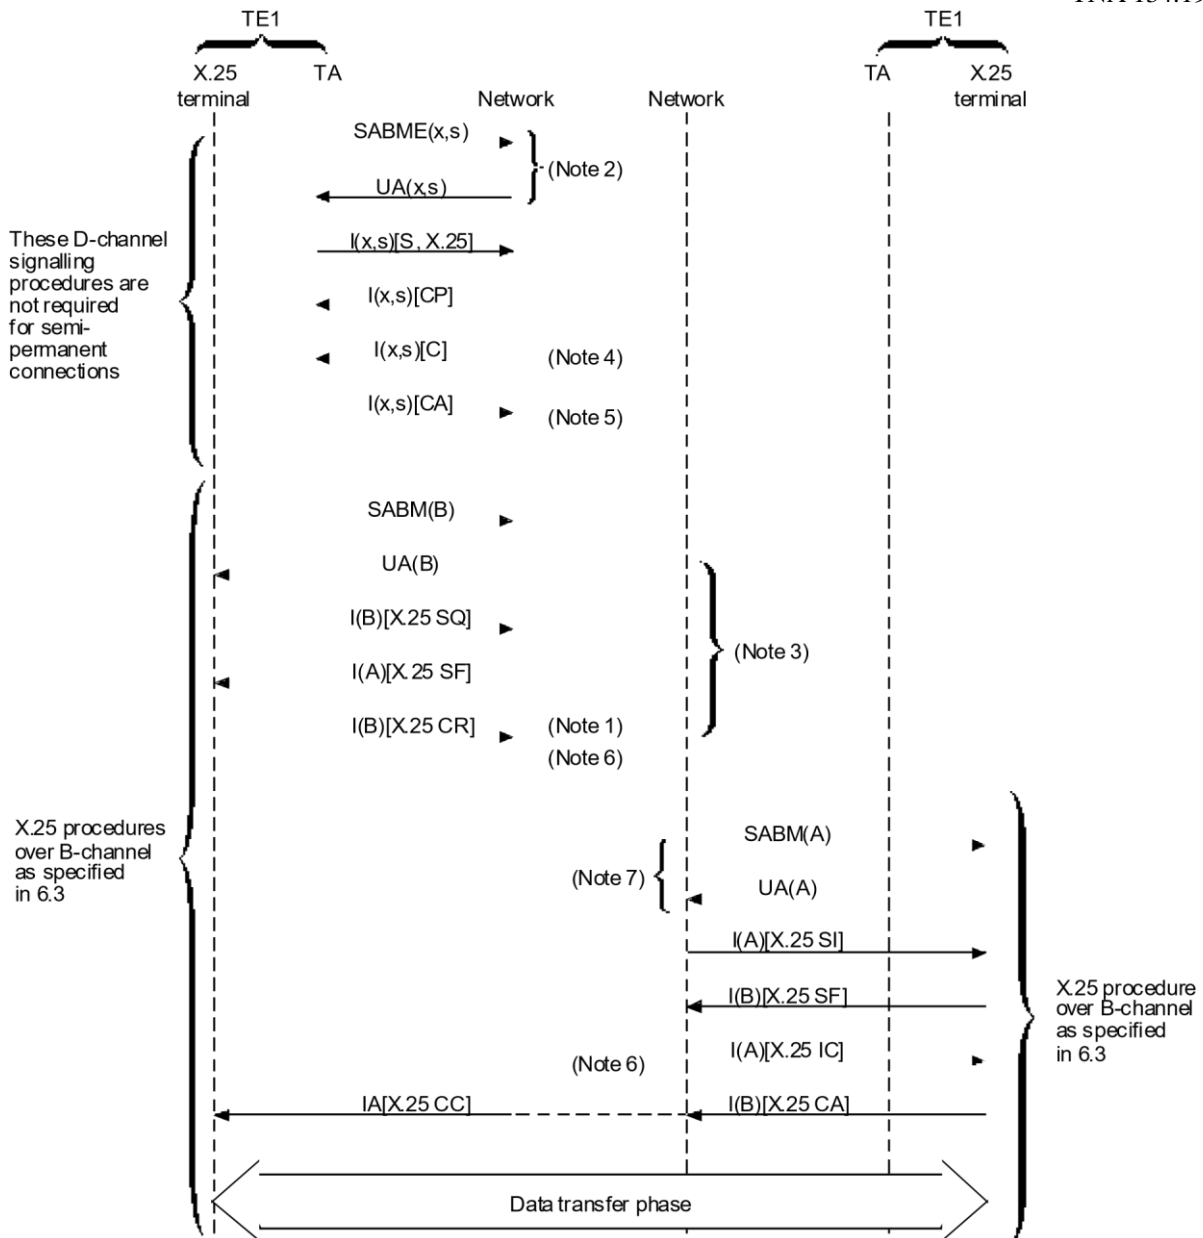 TE1
TE1
X.25 terminal
TA
Network
Network
TA
X.25 terminal
SABME(x,s)
(Note 2)
UA(x,s)
These D-channel
signalling
procedures are
not required
for semi-
permanent
connections
I(x,s)[S, X.25]
I(x,s)[CP]
I(x,s)[C]
(Note 4)
I(x,s)[CA]
(Note 5)
SABM(B)
UA(B)
I(B)[X.25 SQ]
(Note 3)
I(A)[X.25 SF]
I(B)[X.25 CR]
(Note 1)
(Note 6)
X.25 procedures
over B-channel
as specified
in 6.3
SABM(A)
(Note 7)
UA(A)
I(A)[X.25 SI]
I(B)[X.25 SF]
X.25 procedure
over B-channel
as specified
in 6.3
I(A)[X.25 IC]
(Note 6)
IA[X.25 CC]
I(B)[X.25 CA]
Data transfer phase